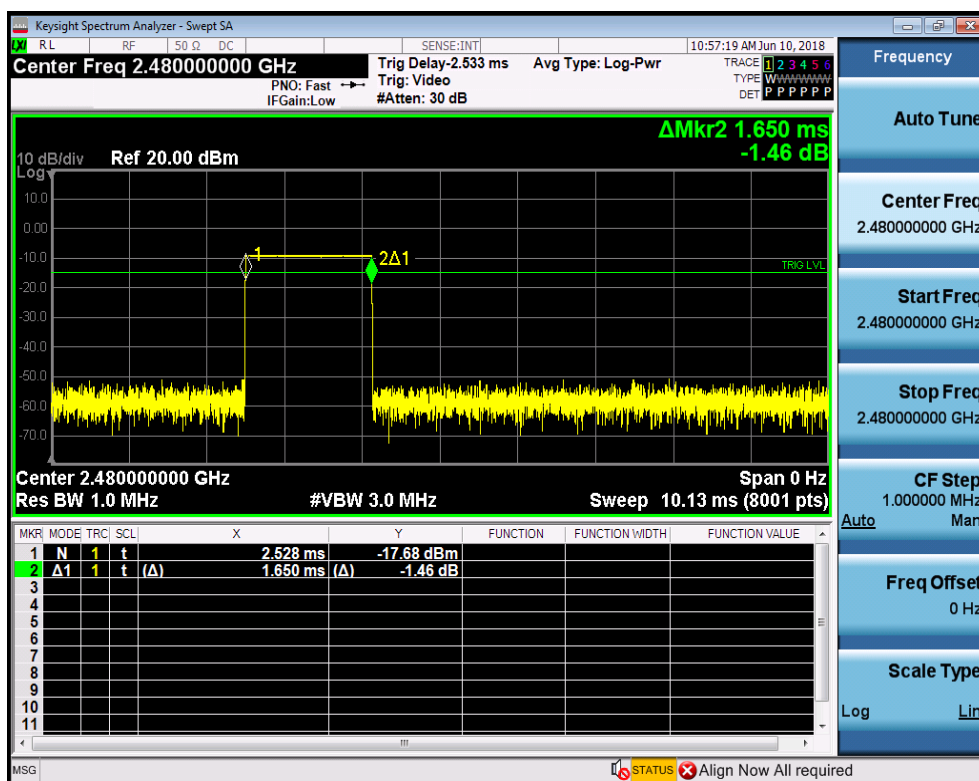 Keysight Spectrum Analyzer - Swept SA
LXI RL RF 50 Ω DC SENSE:INT 10:57:19 AM Jun 10, 2018
Center Freq 2.480000000 GHz
Trig Delay-2.533 ms Avg Type: Log-Pwr
PNO: Fast Trig: Video
IFGain:Low #Atten: 30 dB
TRACE 1 2 3 4 5 6
TYPE WWWWWW
DET P P P P P P
ΔMkr2 1.650 ms
-1.46 dB
10 dB/div Ref 20.00 dBm
Log
10.0
0.00
-10.0
-20.0
-30.0
-40.0
-50.0
-60.0
-70.0
1
2Δ1
TRIG LVL
Center 2.480000000 GHz Span 0 Hz
Res BW 1.0 MHz #VBW 3.0 MHz Sweep 10.13 ms (8001 pts)
MKR MODE TRC SCL X Y FUNCTION FUNCTION WIDTH FUNCTION VALUE
1 N 1 t 2.528 ms -17.68 dBm
2 Δ1 1 t (Δ) 1.650 ms (Δ) -1.46 dB
3
4
5
6
7
8
9
10
11
MSG STATUS Align Now All required
Frequency
Auto Tune
Center Freq
2.480000000 GHz
Start Freq
2.480000000 GHz
Stop Freq
2.480000000 GHz
CF Step
1.000000 MHz
Auto Man
Freq Offset
0 Hz
Scale Type
Log Lin